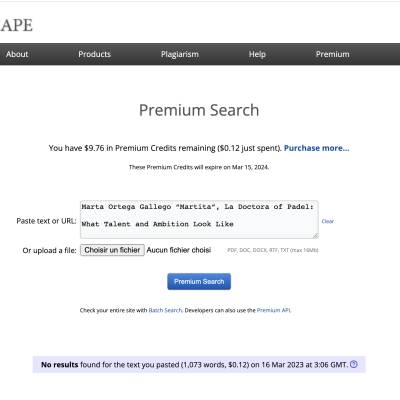 APE
About Products Plagiarism Help Premium
Premium Search
You have $9.76 in Premium Credits remaining ($0.12 just spent). Purchase more...
These Premium Credits will expire on Mar 15, 2024.
Paste text or URL:
Marta Ortega Gallego "Martita", La Doctora of Padel:
What Talent and Ambition Look Like
Clear
Or upload a file: Choisir un fichier Aucun fichier choisi PDF, DOC, DOCX, RTF, TXT (max 16Mb)
Premium Search
Check your entire site with Batch Search. Developers can also use the Premium API.
No results found for the text you pasted (1,073 words, $0.12) on 16 Mar 2023 at 3:06 GMT. ?